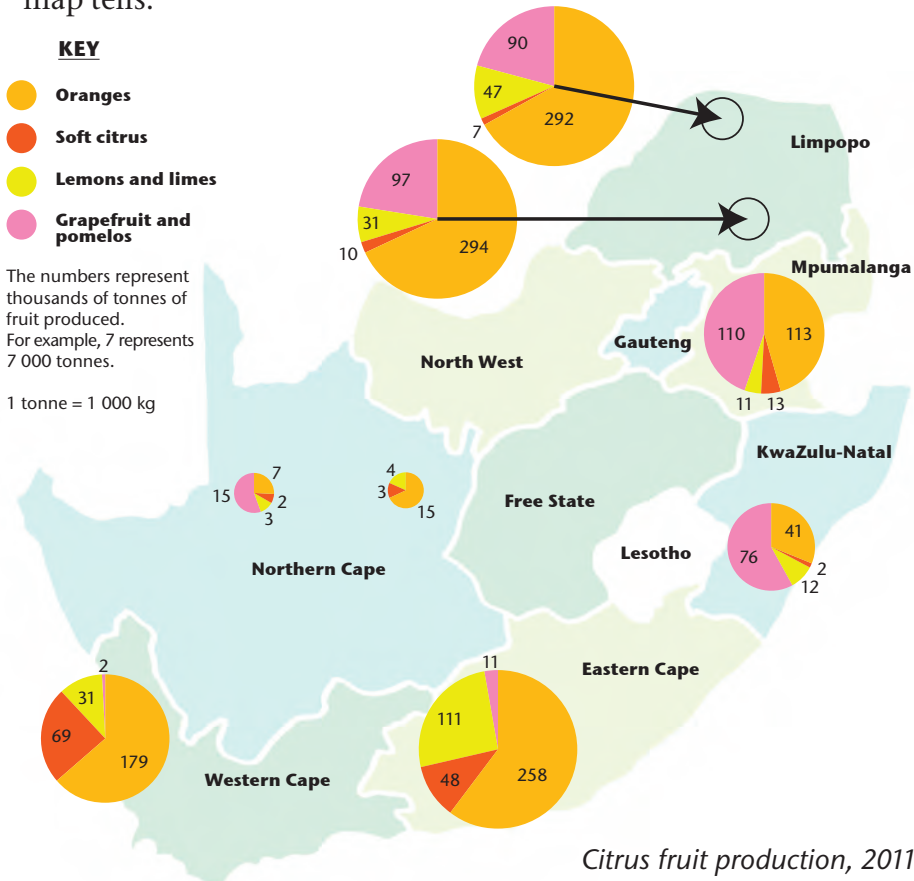 map tells.
KEY
Oranges
Soft citrus
Lemons and limes
Grapefruit and
pomelos
The numbers represent
thousands of tonnes of
fruit produced.
For example, 7 represents
7 000 tonnes.
1 tonne = 1 000 kg
90
47
7
292
97
31
10
294
Limpopo
Mpumalanga
110
113
11
13
Gauteng
North West
KwaZulu-Natal
41
2
12
76
Free State
Lesotho
7
15
2
3
4
3
15
Northern Cape
Eastern Cape
11
111
48
258
2
31
69
179
Western Cape
Citrus fruit production, 2011